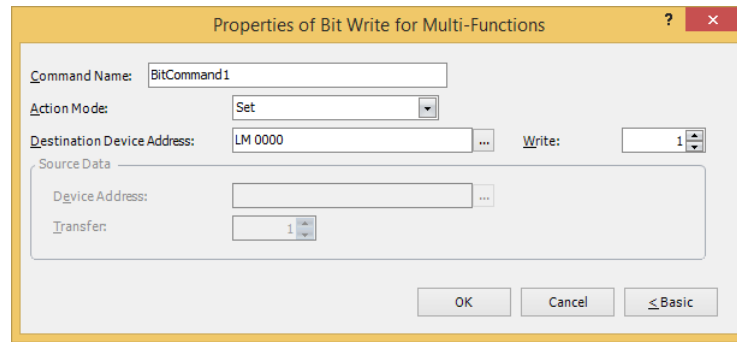 Properties of Bit Write for Multi-Functions ? ×
Command Name: BitCommand1
Action Mode: Set
Destination Device Address: LM 0000 ... Write: 1
Source Data
Device Address: ...
Transfer: 1
OK Cancel < Basic